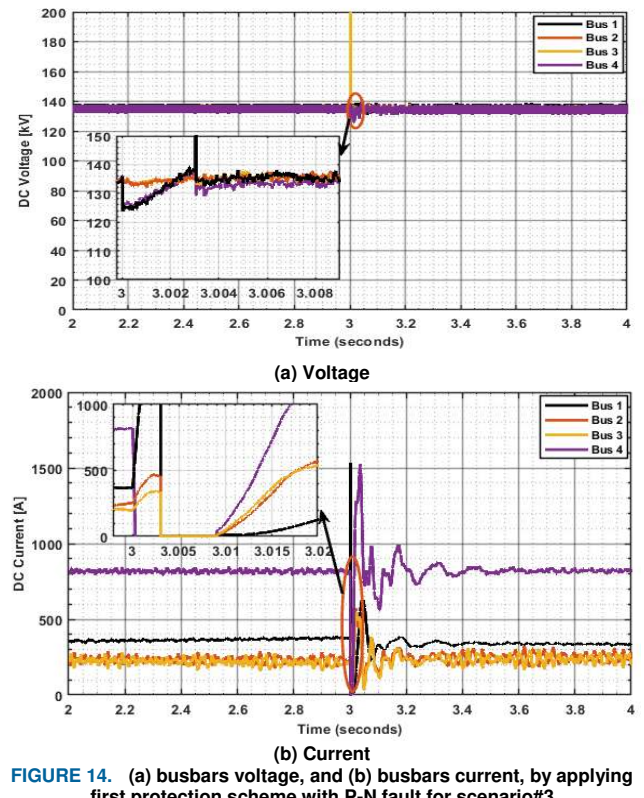 200
180
160
140
120
100
80
60
40
20
0
DC Voltage [kV]
Bus 1
Bus 2
Bus 3
Bus 4
150
140
130
120
110
100
3 3.002 3.004 3.006 3.008
2 2.2 2.4 2.6 2.8 3 3.2 3.4 3.6 3.8 4
Time (seconds)
(a) Voltage
2000
1500
1000
500
0
DC Current [A]
Bus 1
Bus 2
Bus 3
Bus 4
1000
500
0
3 3.005 3.01 3.015 3.02
2 2.2 2.4 2.6 2.8 3 3.2 3.4 3.6 3.8 4
Time (seconds)
(b) Current
FIGURE 14. (a) busbars voltage, and (b) busbars current, by applying
first protection scheme with P-N fault for scenario#3